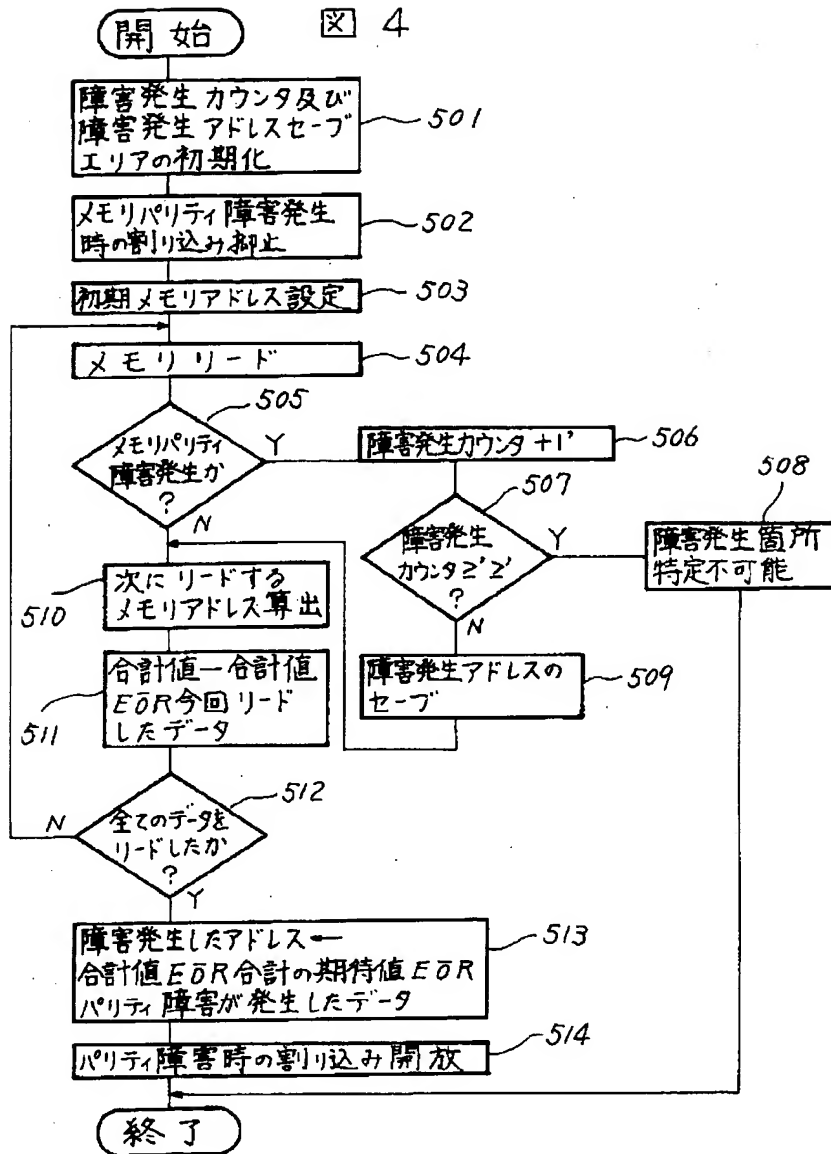 図 4
開始
障害発生カウンタ及び
障害発生アドレスセーブ
エリアの初期化
501
メモリパリティ障害発生
時の割り込み抑止
502
初期メモリアドレス設定
503
メモリリード
504
505
メモリパリティ
障害発生か
?
Y
N
障害発生カウンタ +1'
506
507
障害発生
カウンタ≥'2'
?
Y
N
508
障害発生箇所
特定不可能
障害発生アドレスの
セーブ
509
次にリードする
メモリアドレス算出
510
合計値―合計値
EŌR今回リード
したデータ
511
512
全てのデータを
リードしたか
?
N
Y
障害発生したアドレス←
合計値EŌR合計の期待値EŌR
パリティ障害が発生したデータ
513
パリティ障害時の割り込み開放
514
終了